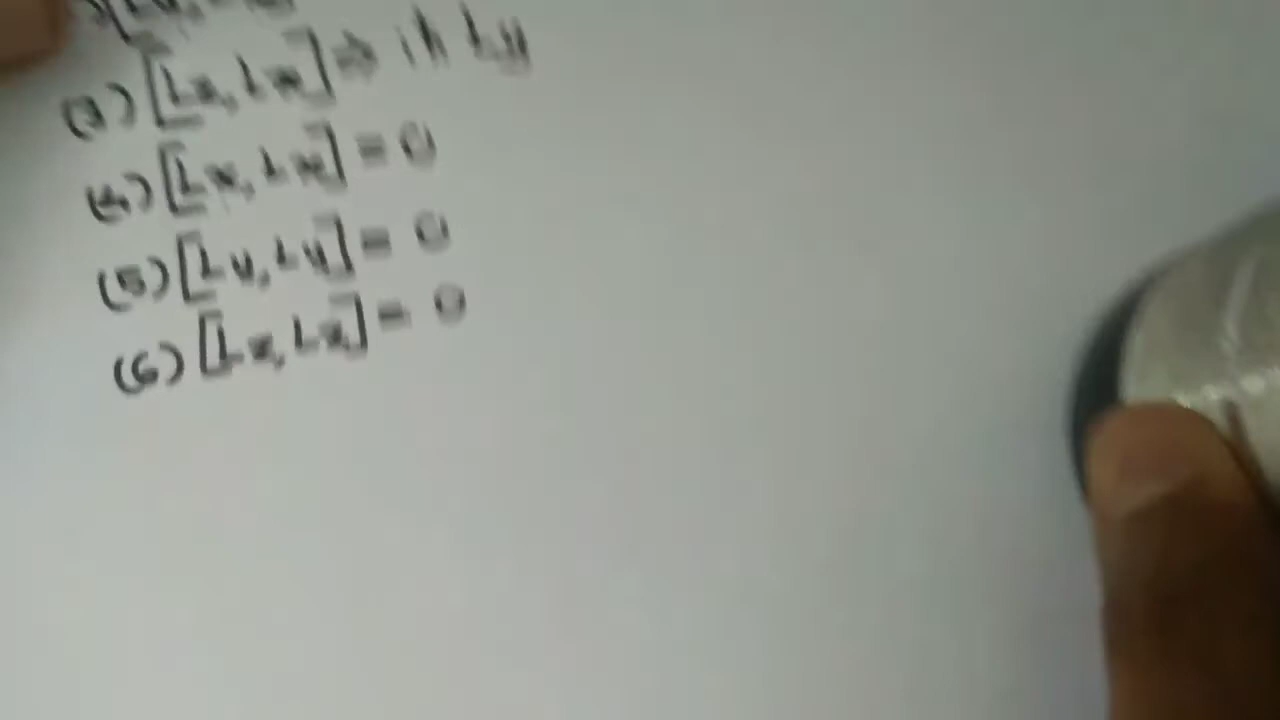 (3) [Lz, Lx] => iħ Ly
(4) [Lx, Lx] = 0
(5) [Ly, Ly] = 0
(6) [Lz, Lz] = 0